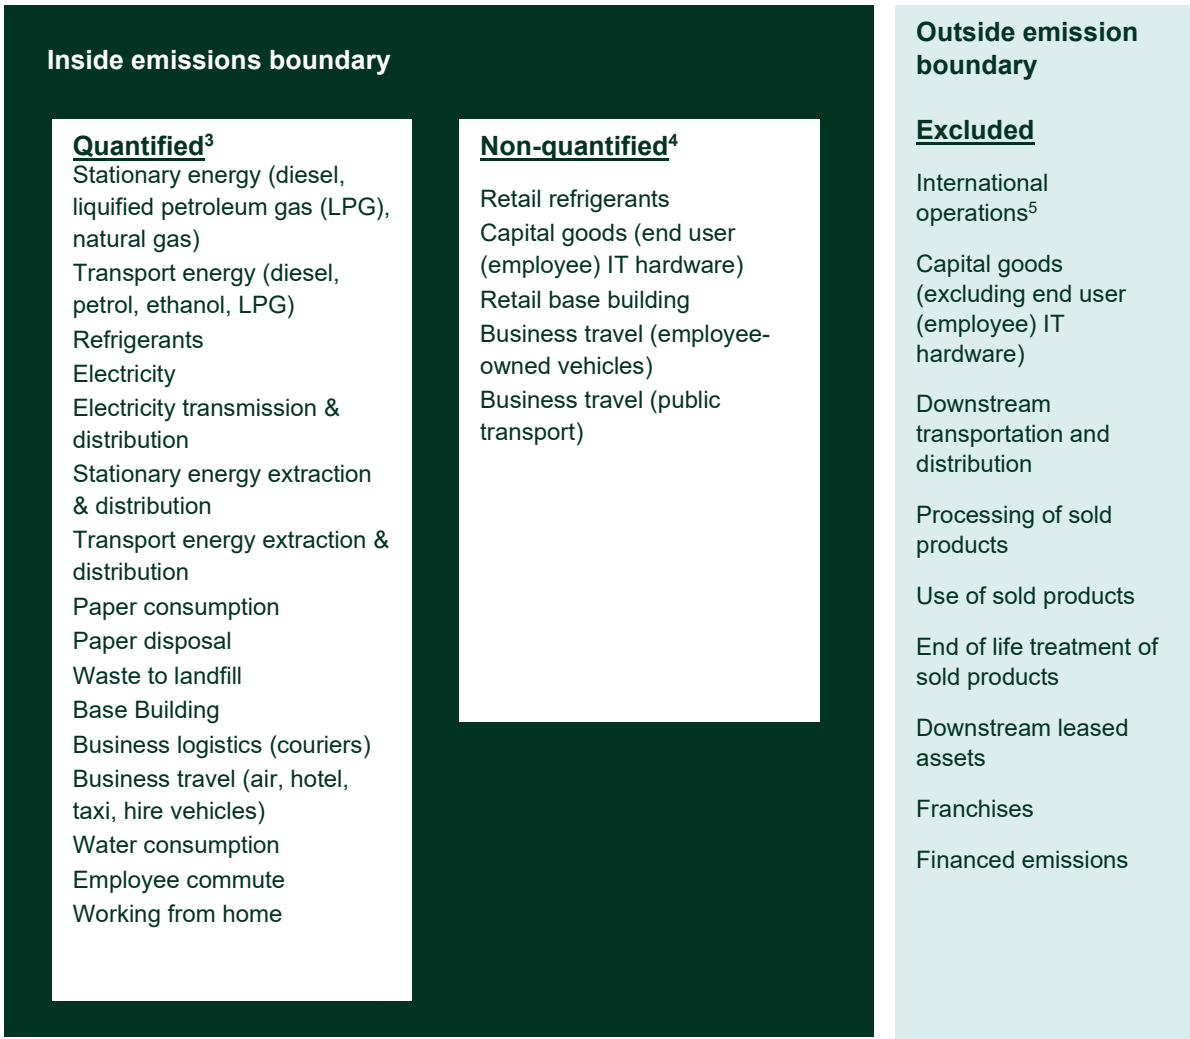 Inside emissions boundary
Quantified3
Stationary energy (diesel,
liquified petroleum gas (LPG),
natural gas)
Transport energy (diesel,
petrol, ethanol, LPG)
Refrigerants
Electricity
Electricity transmission &
distribution
Stationary energy extraction
& distribution
Transport energy extraction &
distribution
Paper consumption
Paper disposal
Waste to landfill
Base Building
Business logistics (couriers)
Business travel (air, hotel,
taxi, hire vehicles)
Water consumption
Employee commute
Working from home
Non-quantified4
Retail refrigerants
Capital goods (end user
(employee) IT hardware)
Retail base building
Business travel (employee-
owned vehicles)
Business travel (public
transport)
Outside emission
boundary
Excluded
International
operations5
Capital goods
(excluding end user
(employee) IT
hardware)
Downstream
transportation and
distribution
Processing of sold
products
Use of sold products
End of life treatment of
sold products
Downstream leased
assets
Franchises
Financed emissions